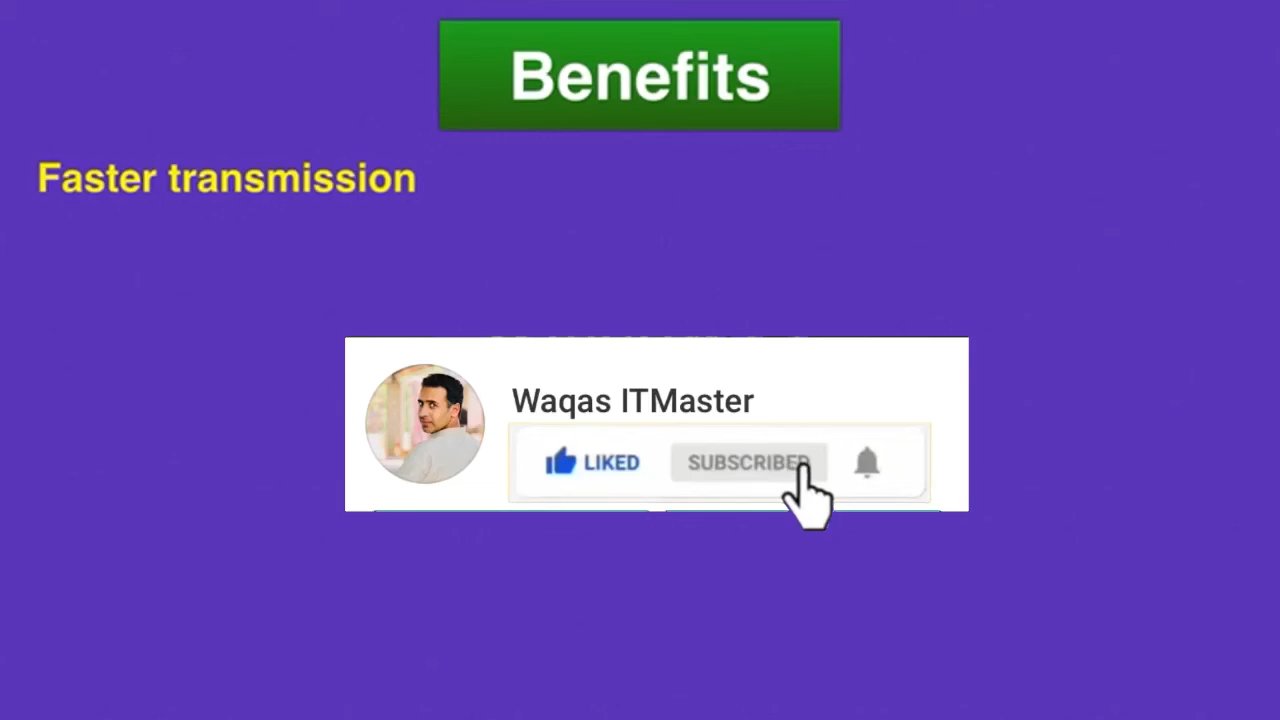 Benefits
Faster transmission
Waqas ITMaster
LIKED SUBSCRIBED